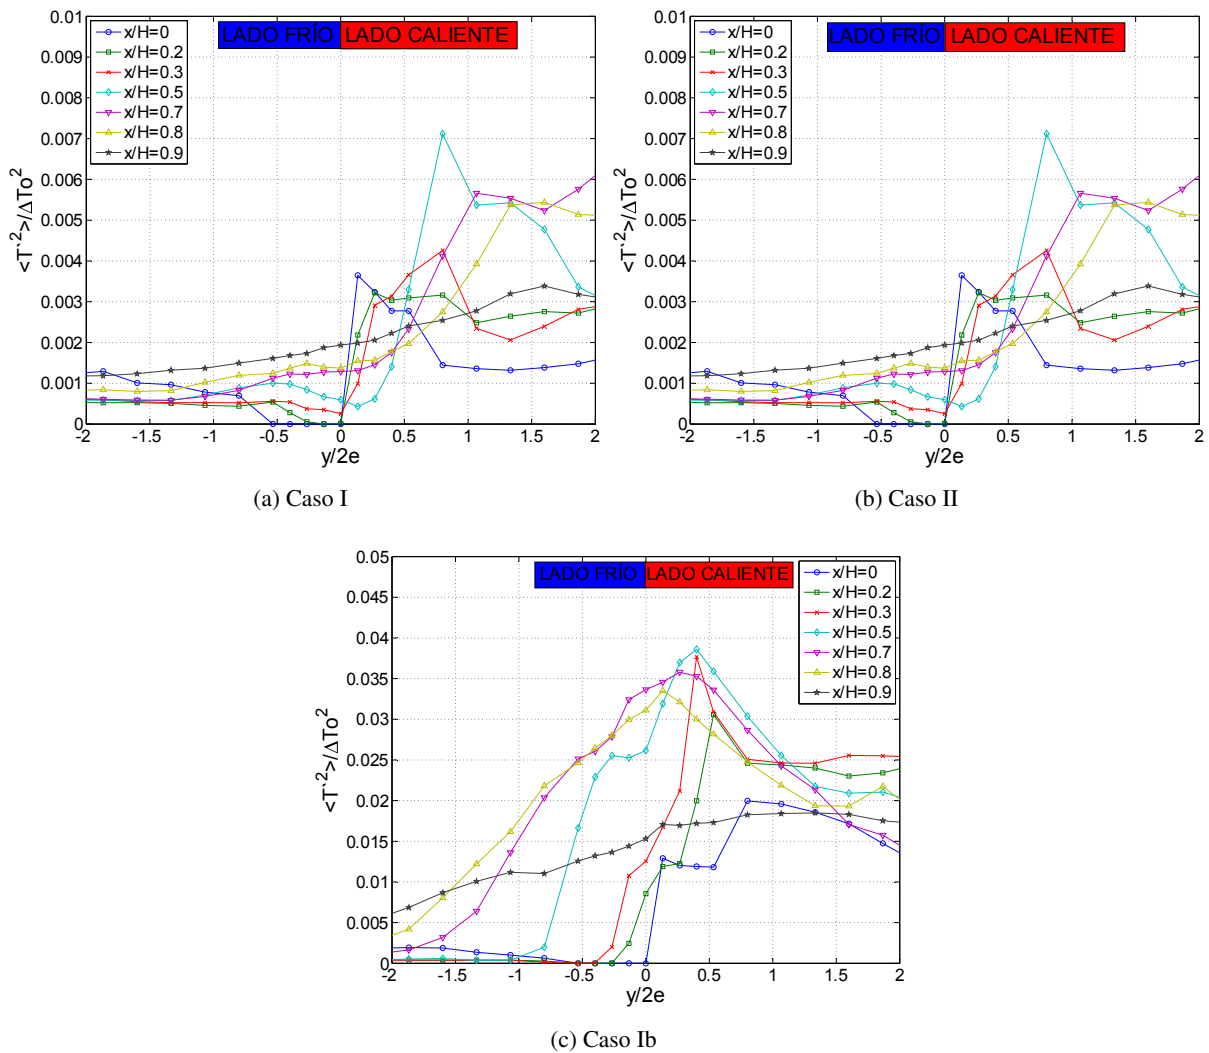 0.01
0.009
0.008
0.007
0.006
0.005
0.004
0.003
0.002
0.001
0
<T`²>/ΔTo²
x/H=0
x/H=0.2
x/H=0.3
x/H=0.5
x/H=0.7
x/H=0.8
x/H=0.9
LADO FRÍO LADO CALIENTE
-2 -1.5 -1 -0.5 0 0.5 1 1.5 2
y/2e
(a) Caso I
0.01
0.009
0.008
0.007
0.006
0.005
0.004
0.003
0.002
0.001
0
<T`²>/ΔTo²
x/H=0
x/H=0.2
x/H=0.3
x/H=0.5
x/H=0.7
x/H=0.8
x/H=0.9
LADO FRÍO LADO CALIENTE
-2 -1.5 -1 -0.5 0 0.5 1 1.5 2
y/2e
(b) Caso II
0.05
0.045
0.04
0.035
0.03
0.025
0.02
0.015
0.01
0.005
0
<T`²>/ΔTo²
LADO FRÍO LADO CALIENTE
x/H=0
x/H=0.2
x/H=0.3
x/H=0.5
x/H=0.7
x/H=0.8
x/H=0.9
-2 -1.5 -1 -0.5 0 0.5 1 1.5 2
y/2e
(c) Caso Ib